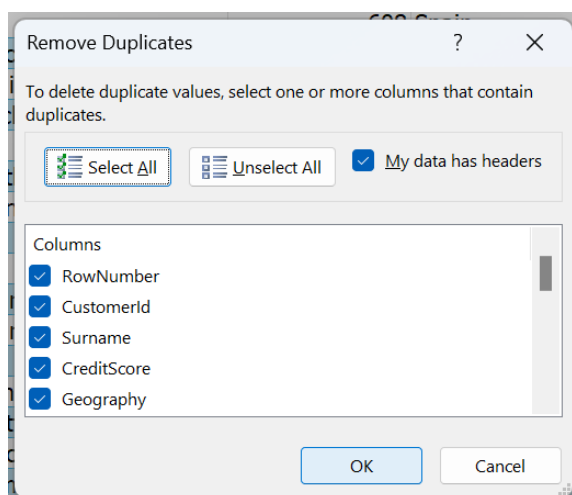 Remove Duplicates
?
To delete duplicate values, select one or more columns that contain
duplicates.
Select All
Unselect All
My data has headers
Columns
RowNumber
CustomerId
Surname
CreditScore
Geography
OK
Cancel